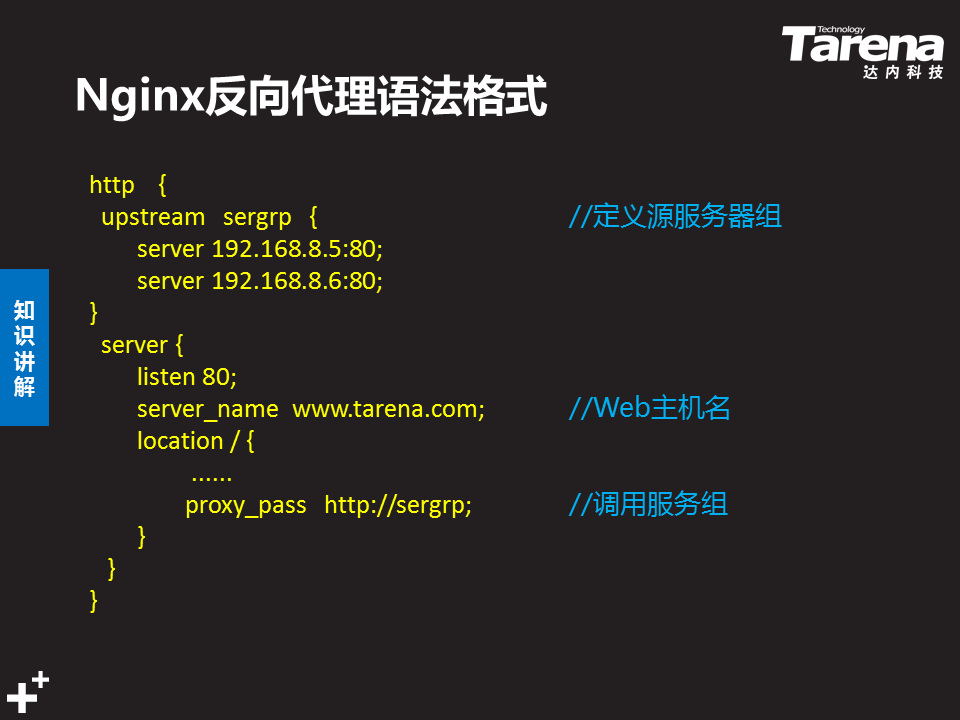 Technology
Tarena
达内科技
Nginx反向代理语法格式
http {
upstream sergrp { //定义源服务器组
server 192.168.8.5:80;
server 192.168.8.6:80;
}
server {
listen 80;
server_name www.tarena.com; //Web主机名
location / {
......
proxy_pass http://sergrp; //调用服务组
}
}
}
知识讲解